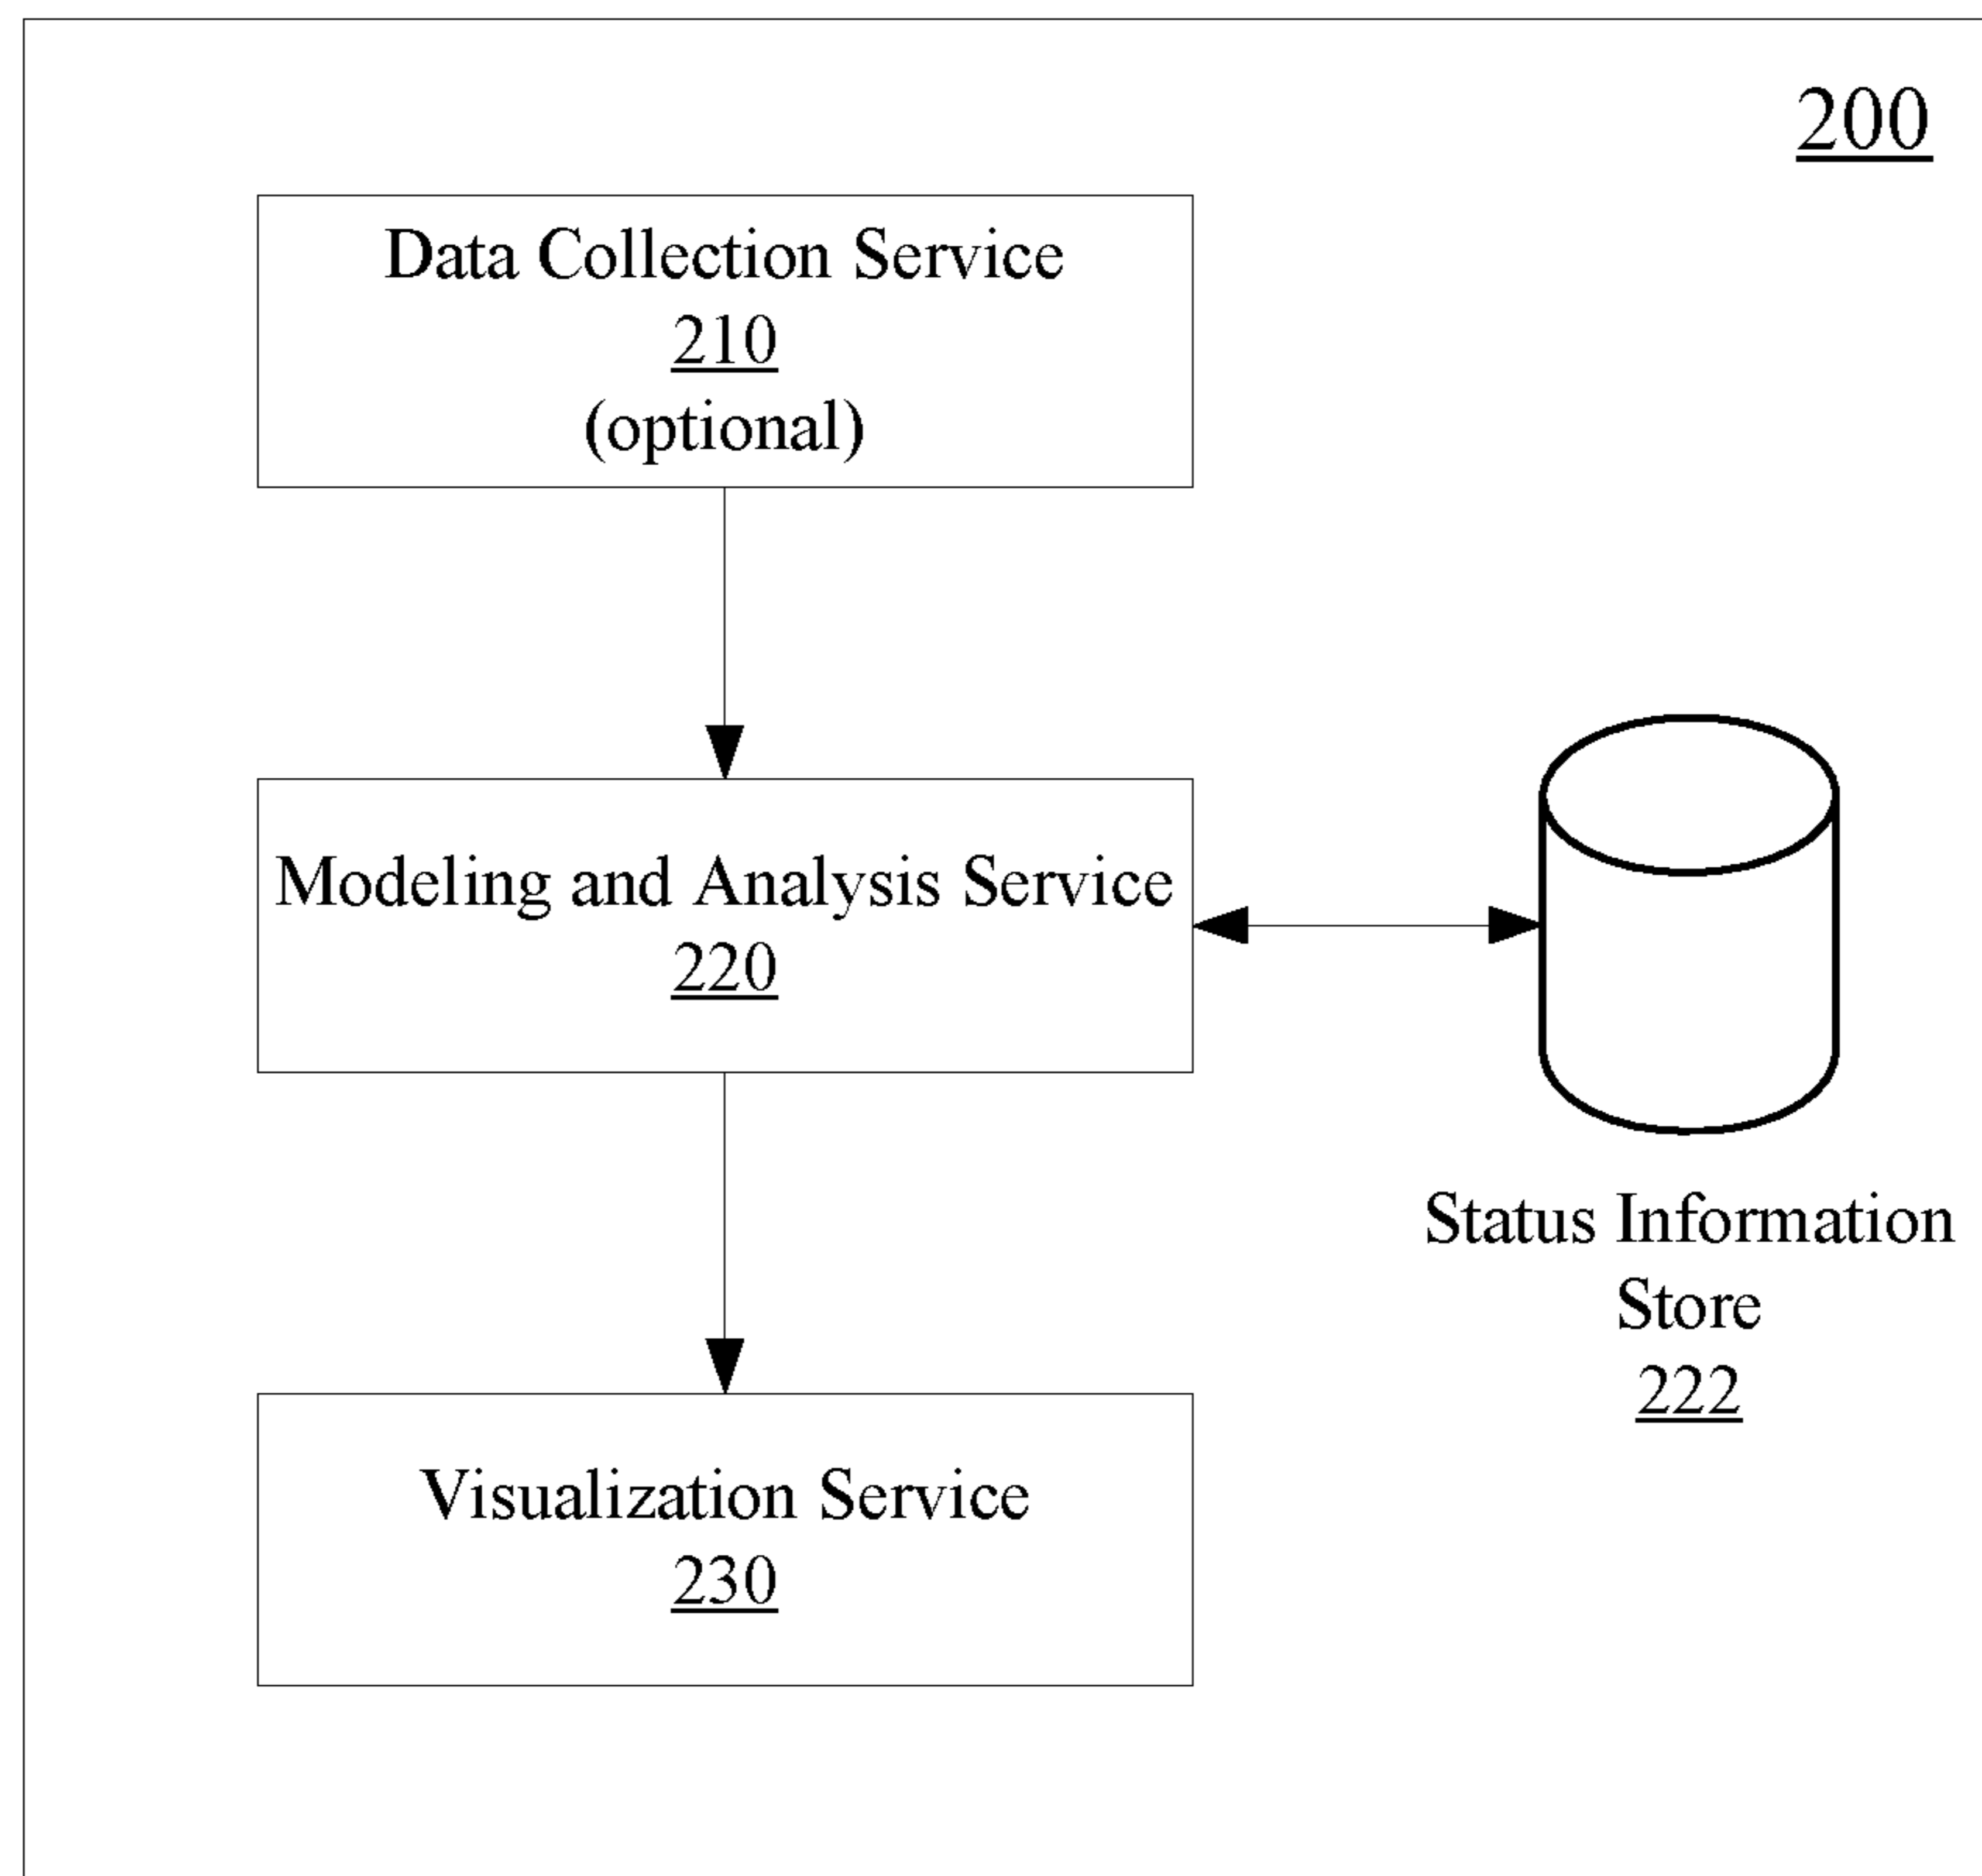 200
Data Collection Service
210
(optional)
Modeling and Analysis Service
220
Status Information
Store
222
Visualization Service
230